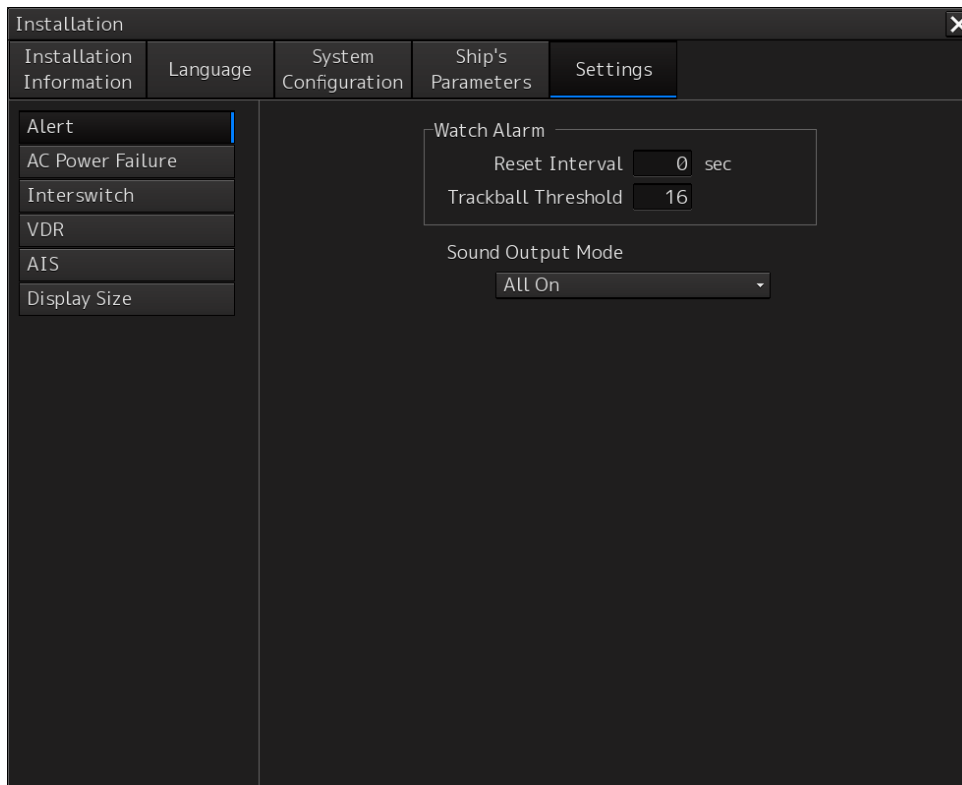 Installation
Installation
Information
Language
System
Configuration
Ship's
Parameters
Settings
Alert
AC Power Failure
Interswitch
VDR
AIS
Display Size
Watch Alarm
Reset Interval 0 sec
Trackball Threshold 16
Sound Output Mode
All On